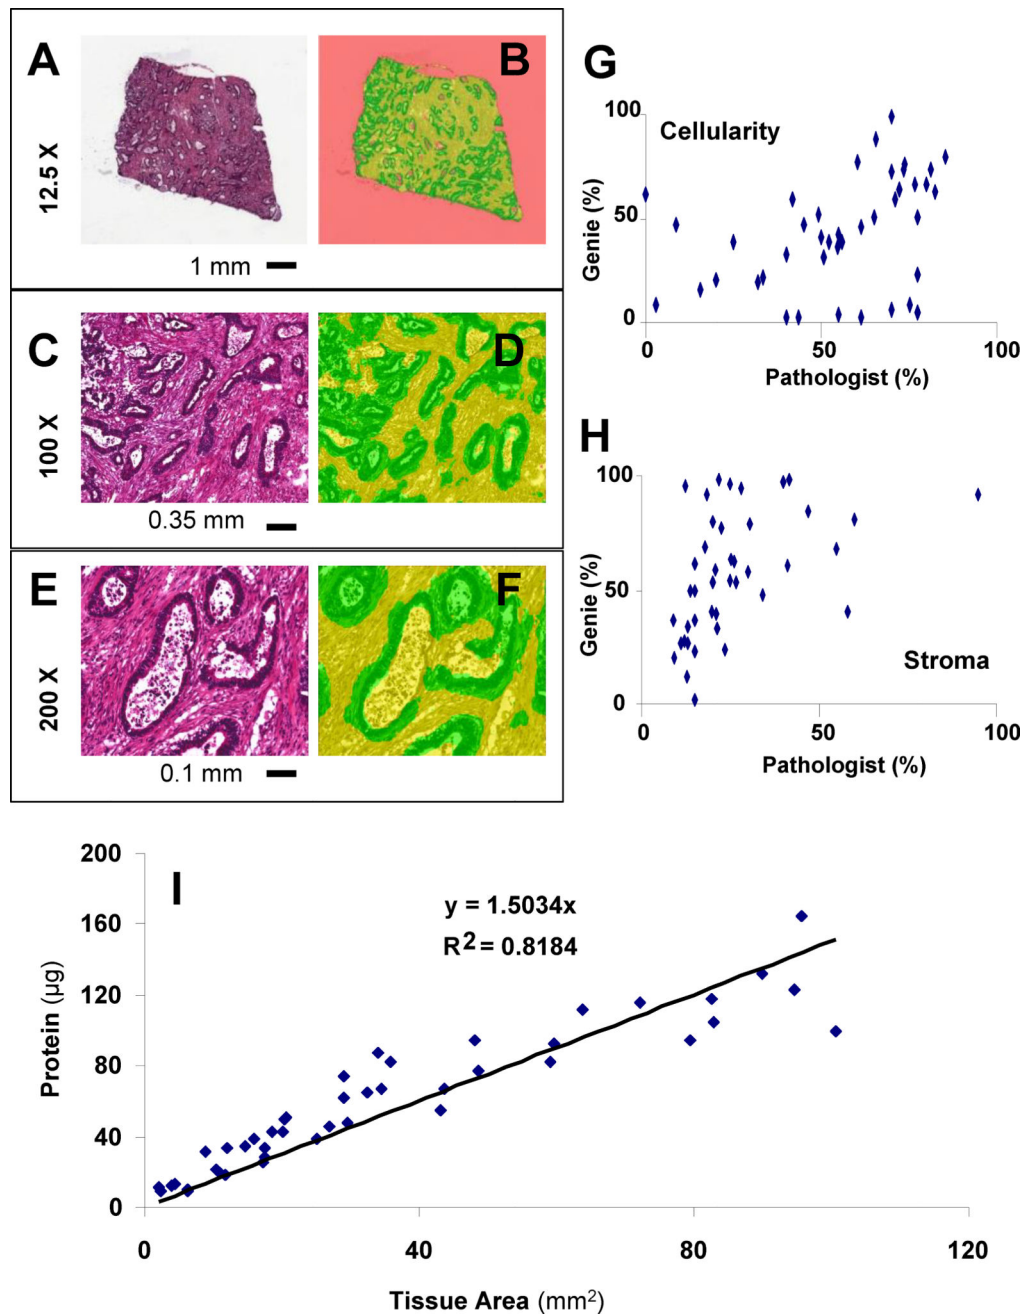 A
B
12.5 X
1 mm
C
D
100 X
0.35 mm
E
F
200 X
0.1 mm
G
Cellularity
Genie (%)
100
50
0
0 50 100
Pathologist (%)
H
Stroma
Genie (%)
100
50
0
0 50 100
Pathologist (%)
I
y = 1.5034x
R² = 0.8184
Protein (µg)
200
160
120
80
40
0
0 40 80 120
Tissue Area (mm²)